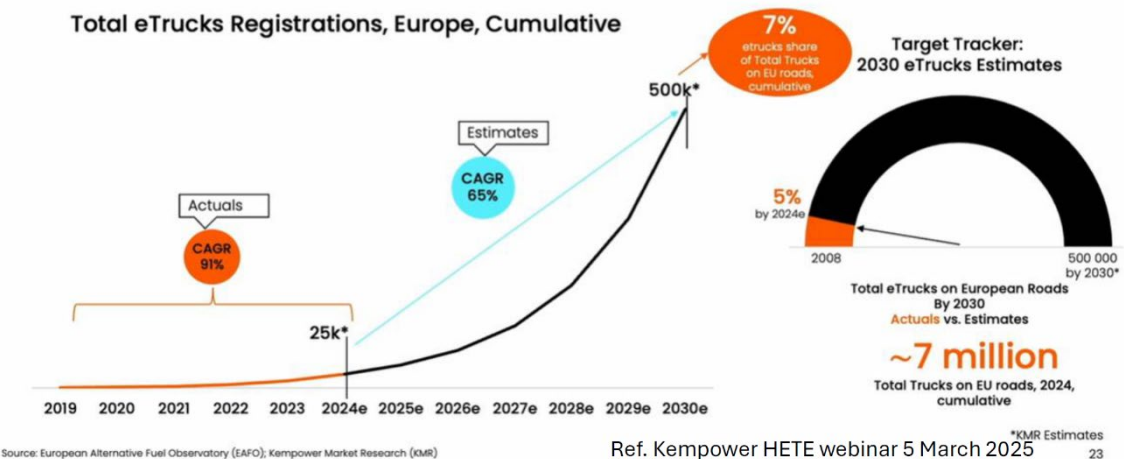 Total eTrucks Registrations, Europe, Cumulative
7%
etrucks share
of Total Trucks
on EU roads,
cumulative
500k*
Estimates
CAGR
65%
Actuals
CAGR
91%
25k*
2019 2020 2021 2022 2023 2024e 2025e 2026e 2027e 2028e 2029e 2030e
Target Tracker:
2030 eTrucks Estimates
5%
by 2024e
2008
500 000
by 2030*
Total eTrucks on European Roads
By 2030
Actuals vs. Estimates
~7 million
Total Trucks on EU roads, 2024,
cumulative
*KMR Estimates
Source: European Alternative Fuel Observatory (EAFO); Kempower Market Research (KMR)
Ref. Kempower HETE webinar 5 March 2025
23